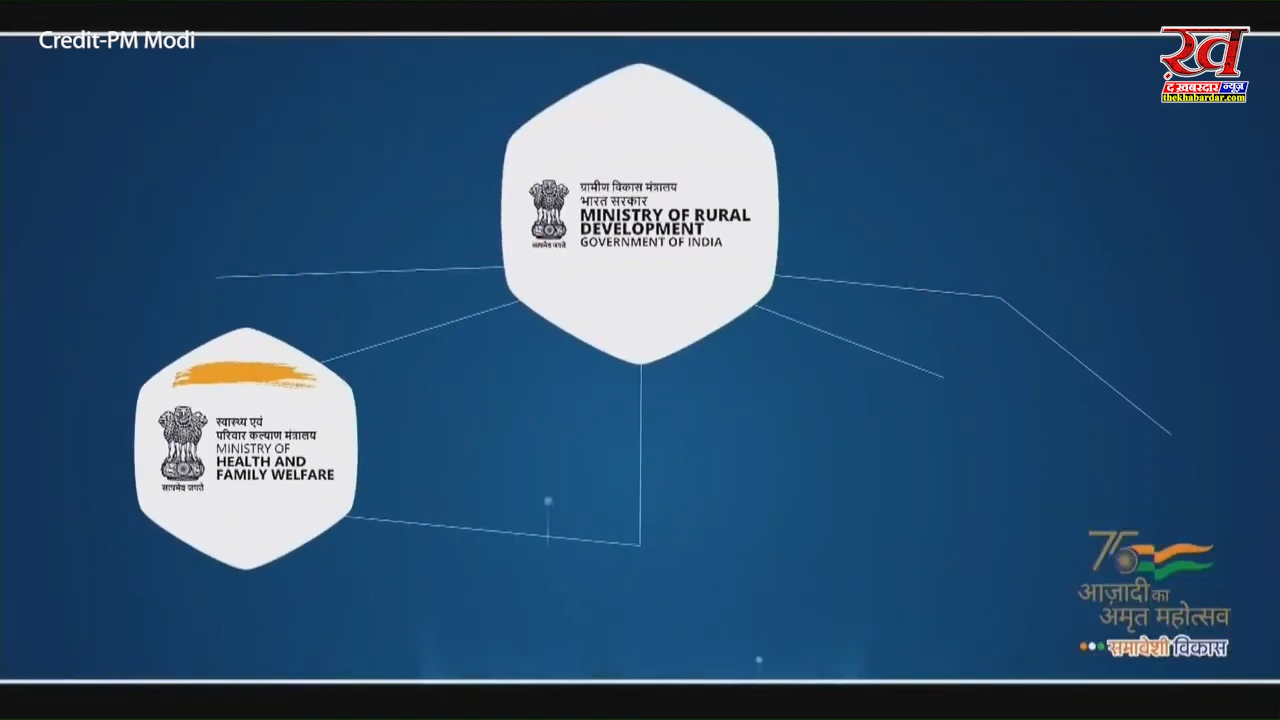 Credit-PM Modi
रव
द खबरदार न्यूज़
thekhabardar.com
ग्रामीण विकास मंत्रालय
भारत सरकार
MINISTRY OF RURAL
DEVELOPMENT
GOVERNMENT OF INDIA
सत्यमेव जयते
स्वास्थ्य एवं
परिवार कल्याण मंत्रालय
MINISTRY OF
HEALTH AND
FAMILY WELFARE
सत्यमेव जयते
75
आज़ादी का
अमृत महोत्सव
समावेशी विकास